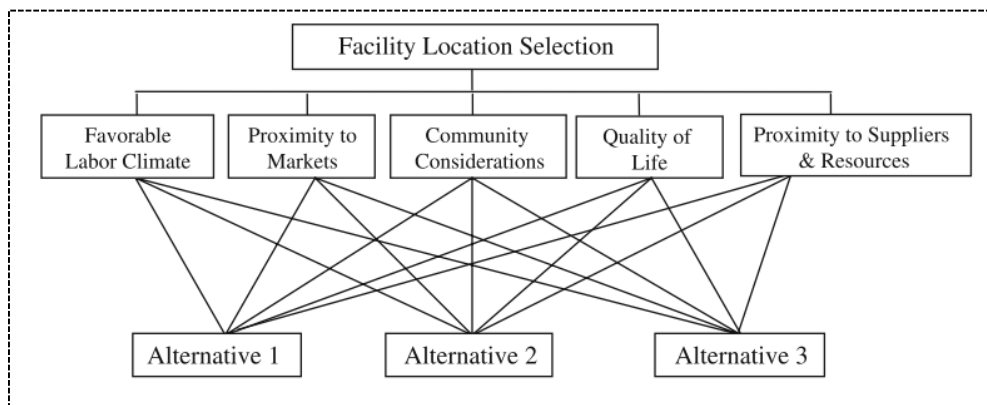 Facility Location Selection
Favorable
Labor Climate
Proximity to
Markets
Community
Considerations
Quality of
Life
Proximity to Suppliers
& Resources
Alternative 1
Alternative 2
Alternative 3